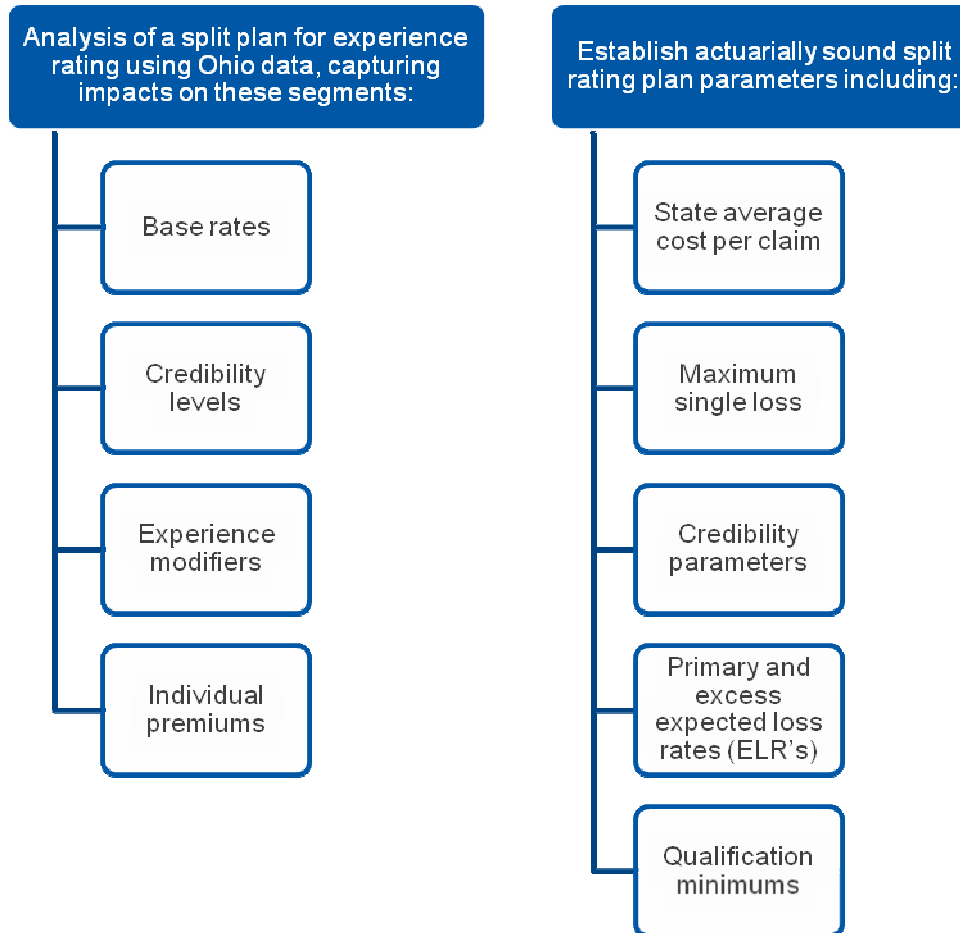 Analysis of a split plan for experience
rating using Ohio data, capturing
impacts on these segments:
Base rates
Credibility
levels
Experience
modifiers
Individual
premiums
Establish actuarially sound split
rating plan parameters including:
State average
cost per claim
Maximum
single loss
Credibility
parameters
Primary and
excess
expected loss
rates (ELR's)
Qualification
minimums